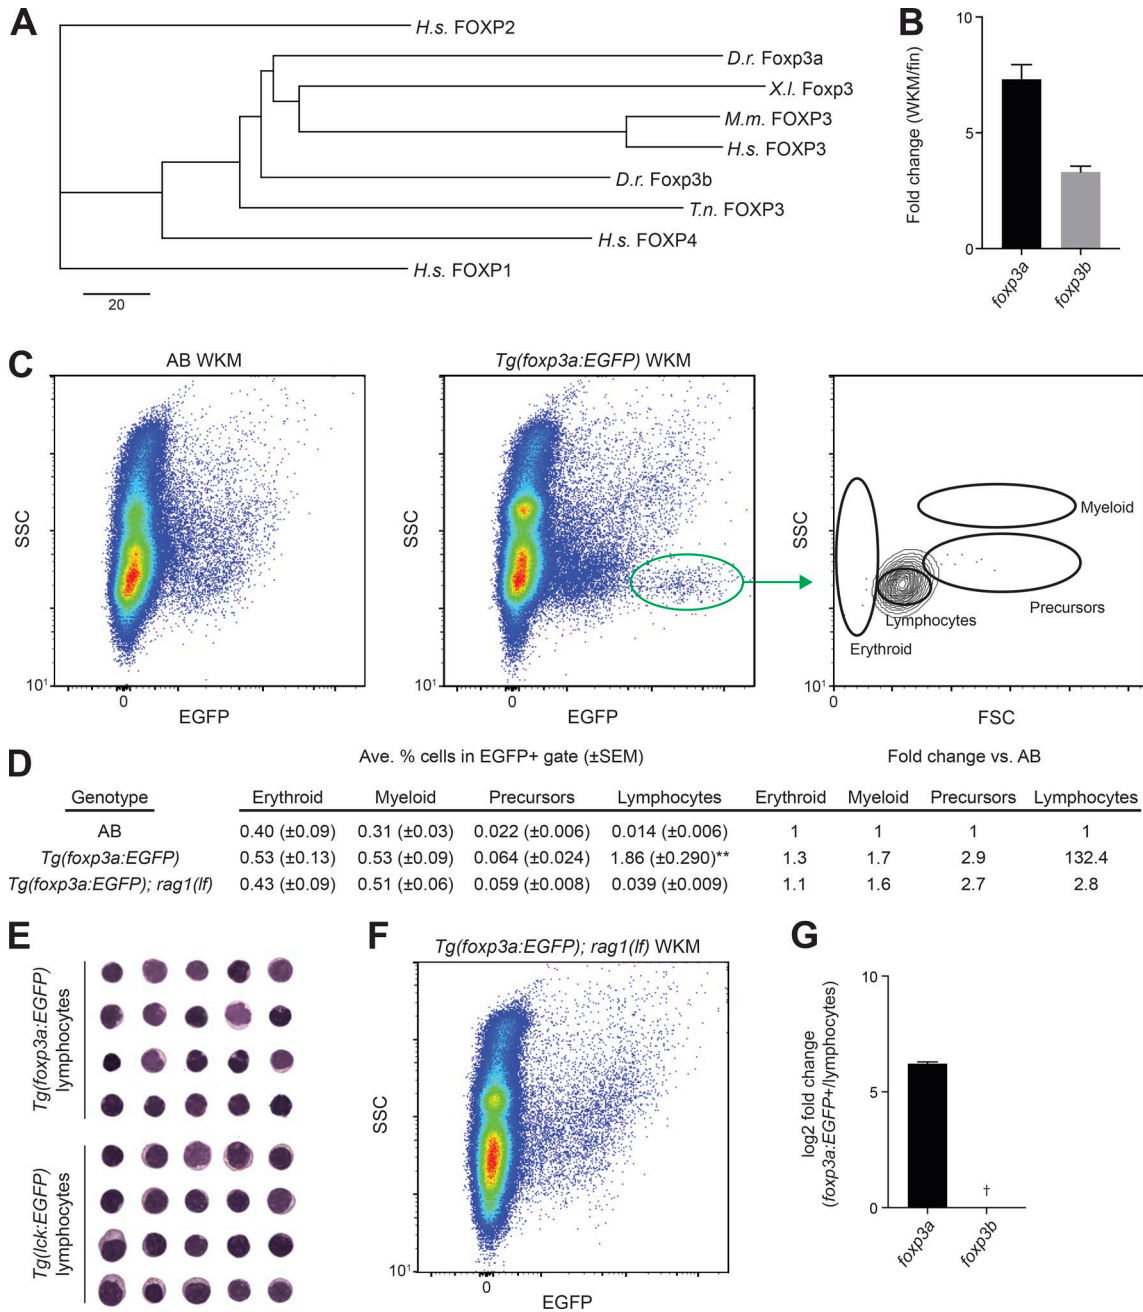 A
H.s. FOXP2
D.r. Foxp3a
X.l. Foxp3
M.m. FOXP3
H.s. FOXP3
D.r. Foxp3b
T.n. FOXP3
H.s. FOXP4
H.s. FOXP1
20
B
Fold change (WKM/fin)
10
5
0
foxp3a
foxp3b
C
AB WKM
SSC
10¹
0
EGFP
Tg(foxp3a:EGFP) WKM
SSC
10¹
0
EGFP
SSC
Myeloid
Precursors
Lymphocytes
Erythroid
10¹
0
FSC
D
Ave. % cells in EGFP+ gate (±SEM) Fold change vs. AB
Genotype Erythroid Myeloid Precursors Lymphocytes Erythroid Myeloid Precursors Lymphocytes
AB 0.40 (±0.09) 0.31 (±0.03) 0.022 (±0.006) 0.014 (±0.006) 1 1 1 1
Tg(foxp3a:EGFP) 0.53 (±0.13) 0.53 (±0.09) 0.064 (±0.024) 1.86 (±0.290)** 1.3 1.7 2.9 132.4
Tg(foxp3a:EGFP); rag1(lf) 0.43 (±0.09) 0.51 (±0.06) 0.059 (±0.008) 0.039 (±0.009) 1.1 1.6 2.7 2.8
E
Tg(foxp3a:EGFP)
lymphocytes
Tg(lck:EGFP)
lymphocytes
F
Tg(foxp3a:EGFP); rag1(lf) WKM
SSC
10¹
0
EGFP
G
log2 fold change
(foxp3a:EGFP+/lymphocytes)
10
5
0
†
foxp3a
foxp3b